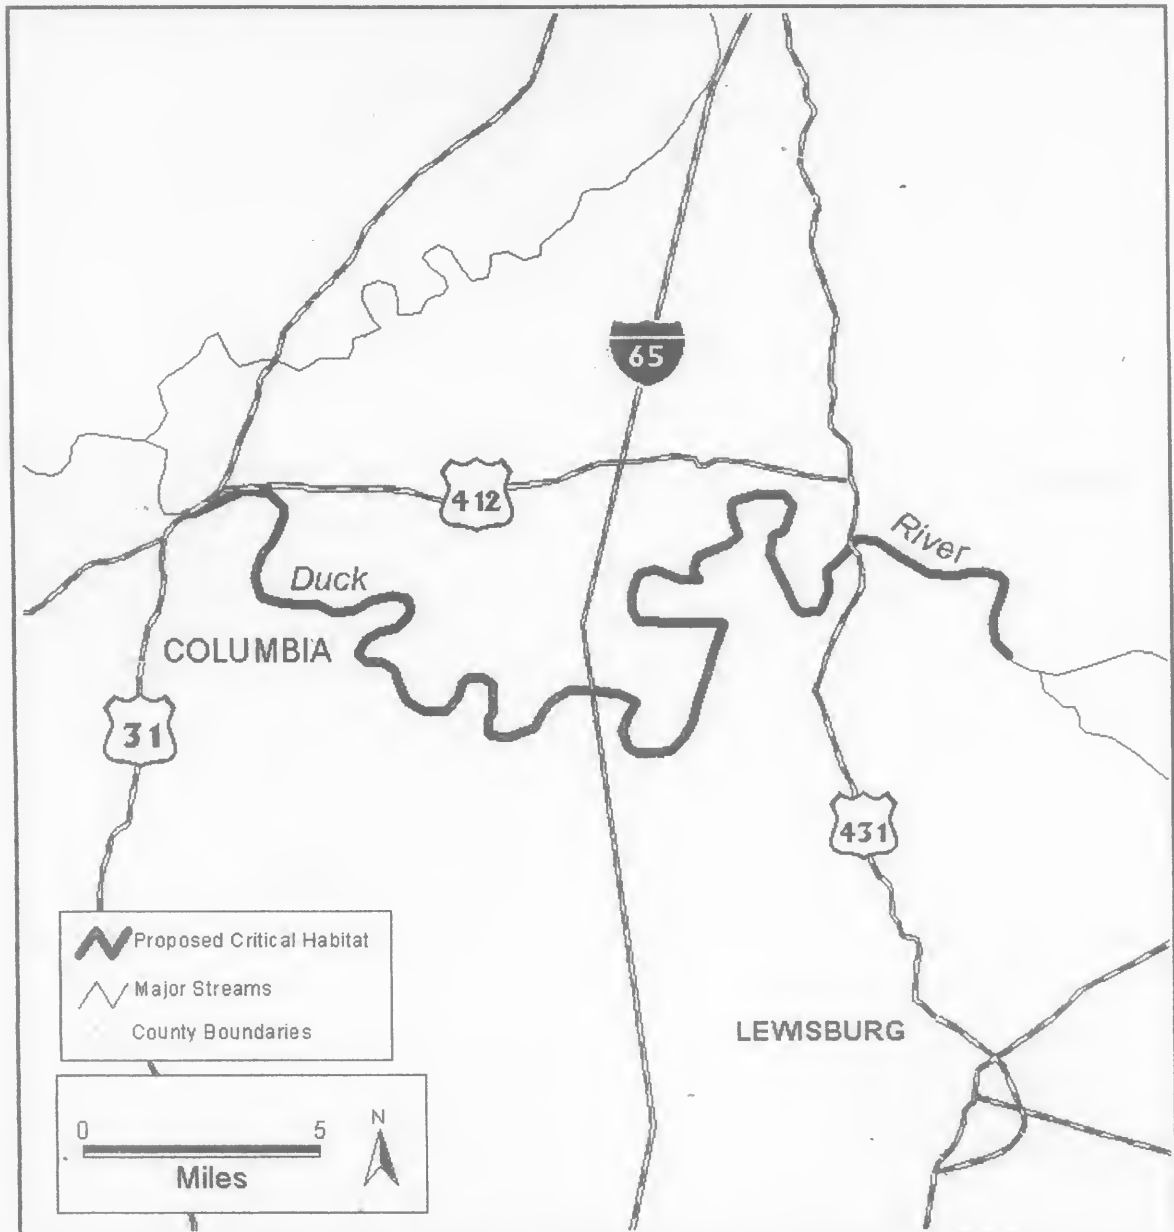 65
412
River
Duck
COLUMBIA
31
431
Proposed Critical Habitat
Major Streams
County Boundaries
LEWISBURG
0 5
N
Miles